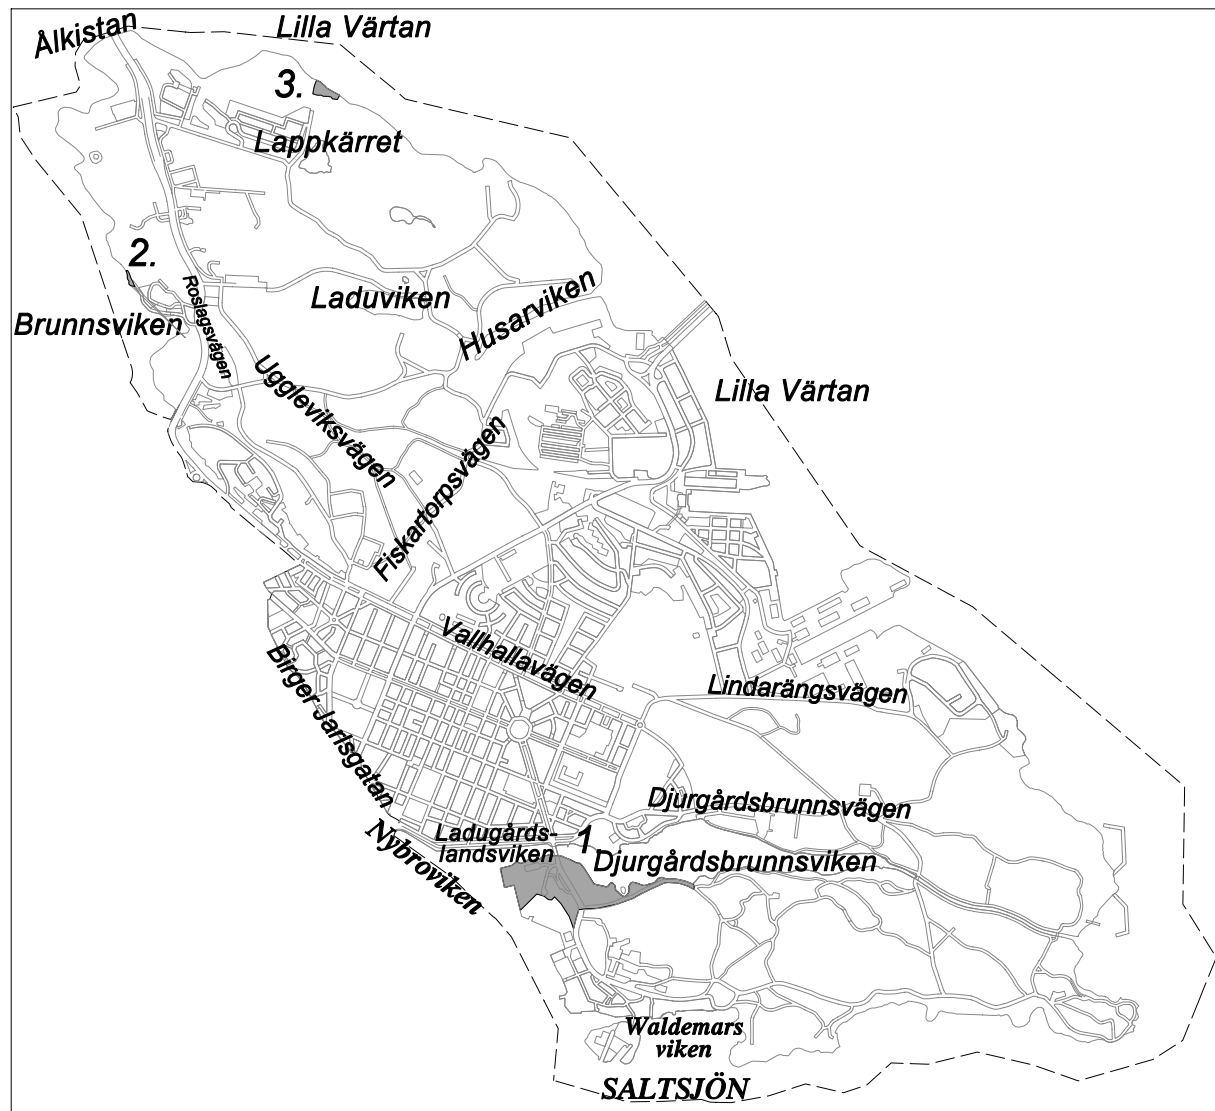 Ålkistan
Lilla Värtan
3.
Lappkärret
2.
Roslagsvägen
Laduviken
Husarviken
Brunnsviken
Uggleviksvägen
Lilla Värtan
Fiskartorpsvägen
Vallhallavägen
Birger Jarlsgatan
Lindarängsvägen
Djurgårdsbrunnsvägen
Nybroviken
Ladugårds-
landsviken
1.
Djurgårdsbrunnsviken
Waldemars
viken
SALTSJÖN